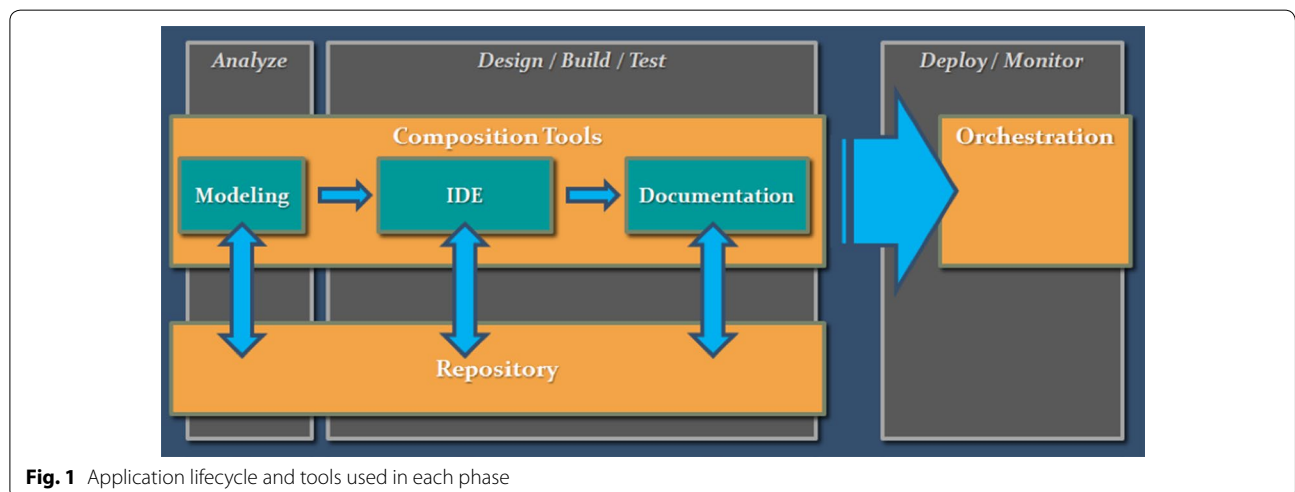 Analyze
Design / Build / Test
Deploy / Monitor
Composition Tools
Orchestration
Modeling
IDE
Documentation
Repository
Fig. 1 Application lifecycle and tools used in each phase